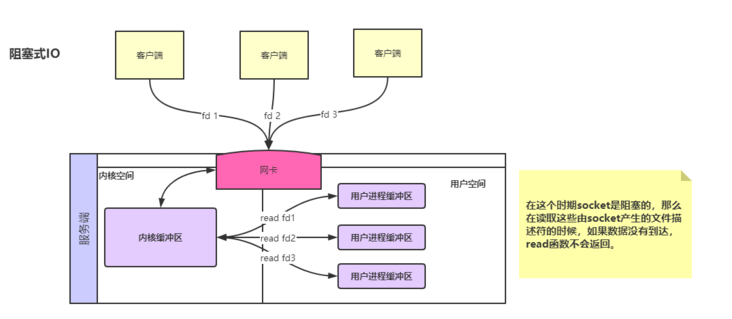 阻塞式IO
客户端
客户端
客户端
fd 1
fd 2
fd 3
网卡
内核空间
用户空间
服务端
内核缓冲区
read fd1
read fd2
read fd3
用户进程缓冲区
用户进程缓冲区
用户进程缓冲区
在这个时期socket是阻塞的，那么
在读取这些由socket产生的文件描
述符的时候，如果数据没有到达，
read函数不会返回。